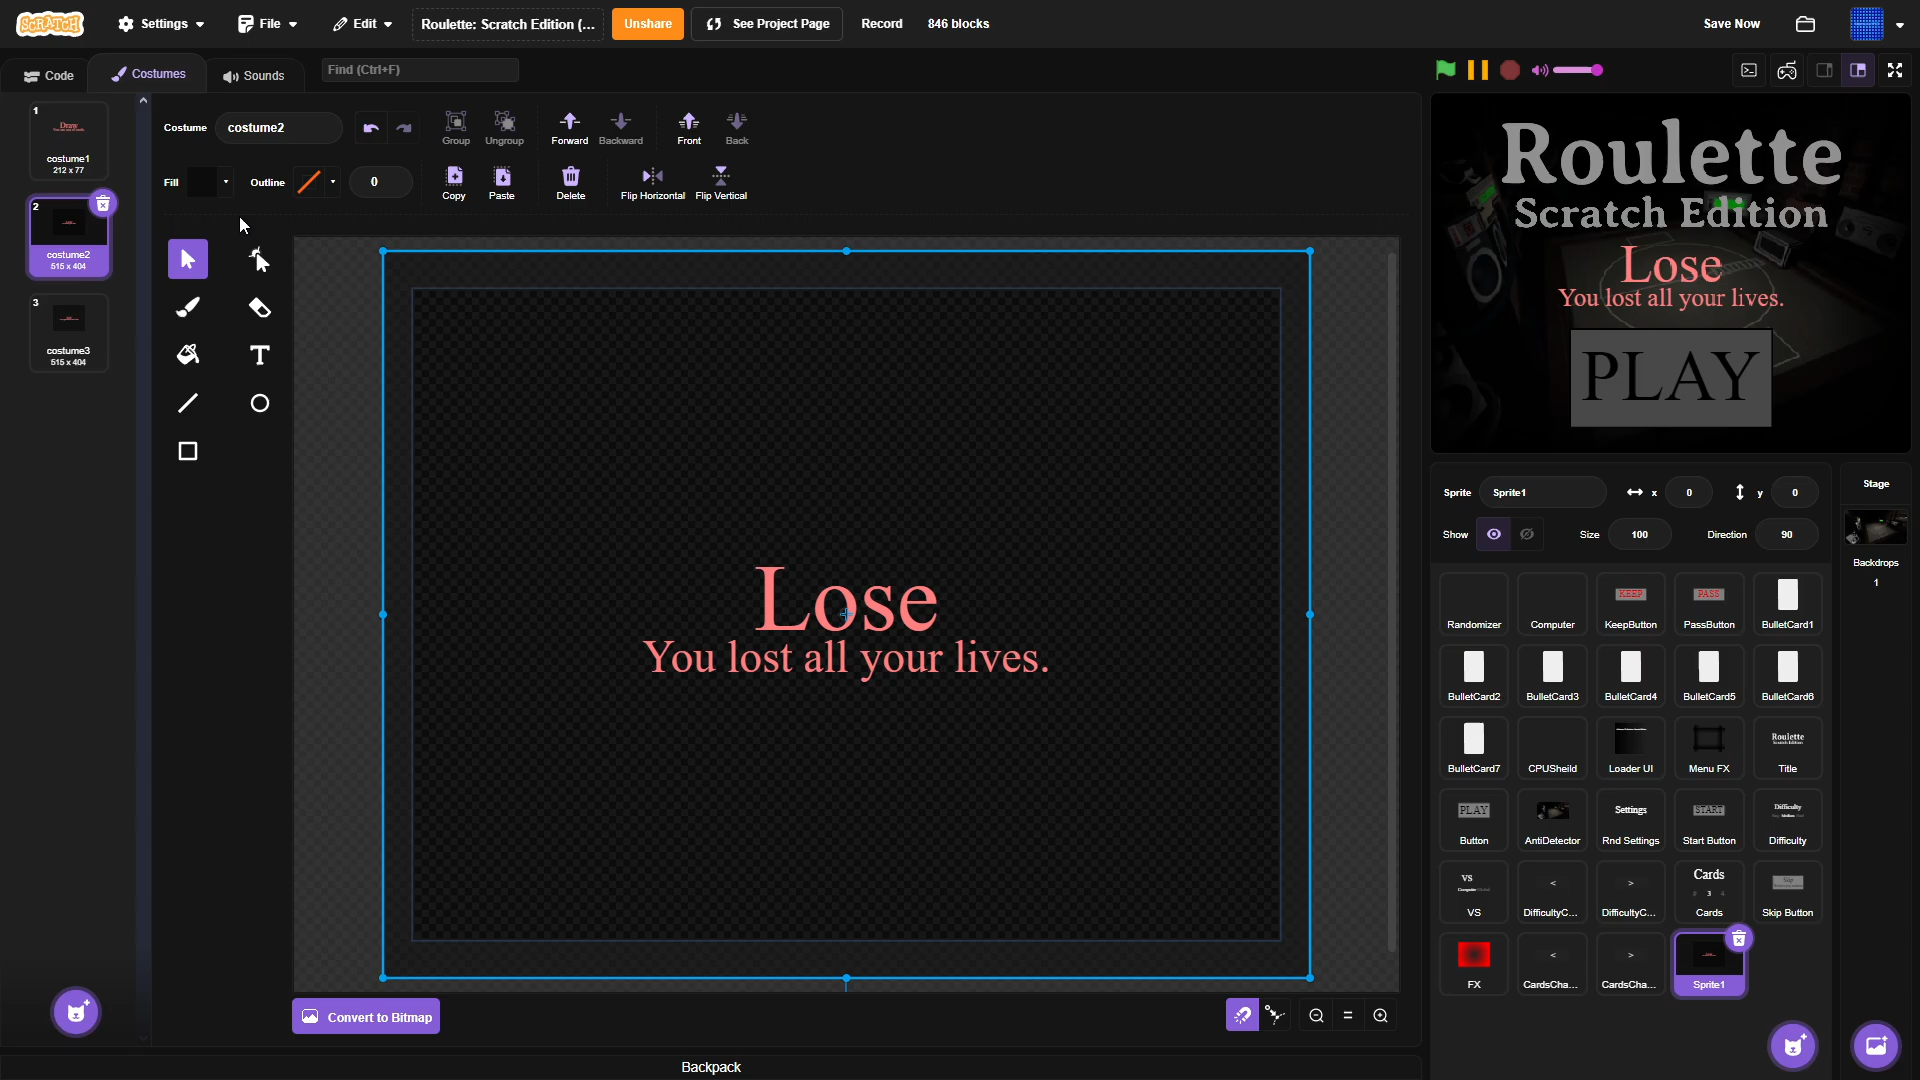 SCRATCH
Settings
File
Edit
Roulette: Scratch Edition (...
Unshare
See Project Page
Record
846 blocks
Save Now
Code
Costumes
Sounds
Find (Ctrl+F)
1
Draw
costume1
212 x 77
2
costume2
515 x 404
3
costume3
515 x 404
Costume
costume2
Group
Ungroup
Forward
Backward
Front
Back
Fill
Outline
0
Copy
Paste
Delete
Flip Horizontal
Flip Vertical
T
Lose
You lost all your lives.
Convert to Bitmap
Backpack
Roulette
Scratch Edition
Lose
You lost all your lives.
PLAY
Sprite
Sprite1
x
0
y
0
Show
Size
100
Direction
90
Stage
Backdrops
1
Randomizer
Computer
KEEP
KeepButton
PASS
PassButton
BulletCard1
BulletCard2
BulletCard3
BulletCard4
BulletCard5
BulletCard6
BulletCard7
CPUSheild
Loader UI
Menu FX
Roulette
Scratch Edition
Title
PLAY
Button
AntiDetector
Settings
Rnd Settings
START
Start Button
Difficulty
Difficulty
VS
VS
<
DifficultyC...
>
DifficultyC...
Cards
3 4
Cards
Skip
Skip Button
FX
<
CardsCha...
>
CardsCha...
Sprite1